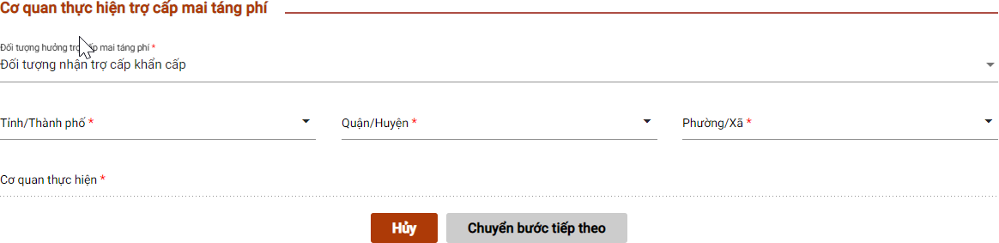 Cơ quan thực hiện trợ cấp mai táng phí
Đối tượng hưởng trợ cấp mai táng phí *
Đối tượng nhận trợ cấp khẩn cấp
Tỉnh/Thành phố * Quận/Huyện * Phường/Xã *
Cơ quan thực hiện *
Hủy Chuyển bước tiếp theo